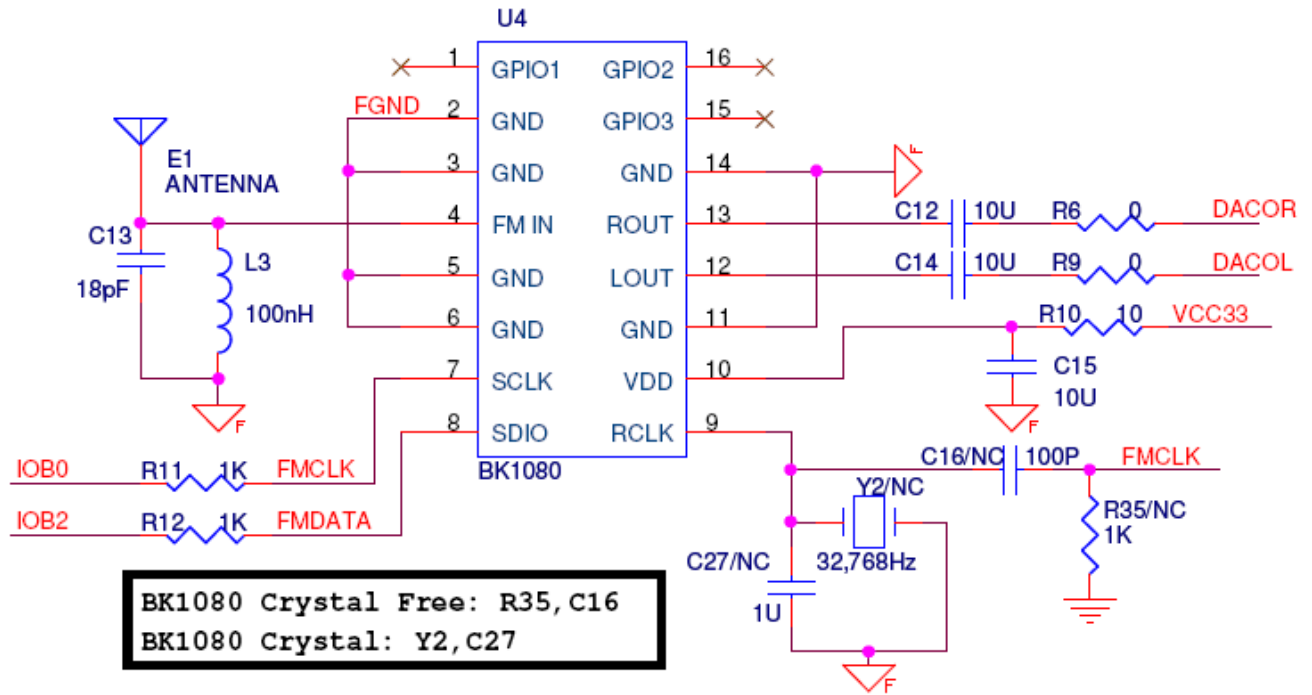 U4
1 GPIO1 GPIO2 16
FGND 2 GND GPIO3 15
E1
ANTENNA
3 GND GND 14 F
4 FM IN ROUT 13 C12 10U R6 0 DACOR
C13
18pF
L3
100nH
5 GND LOUT 12 C14 10U R9 0 DACOL
6 GND GND 11 R10 10 VCC33
7 SCLK VDD 10 C15
10U
F
F
8 SDIO RCLK 9
BK1080
IOB0 R11 1K FMCLK
IOB2 R12 1K FMDATA
C16/NC 100P FMCLK
Y2/NC
32,768Hz
R35/NC
1K
C27/NC
1U
F
BK1080 Crystal Free: R35,C16
BK1080 Crystal: Y2,C27